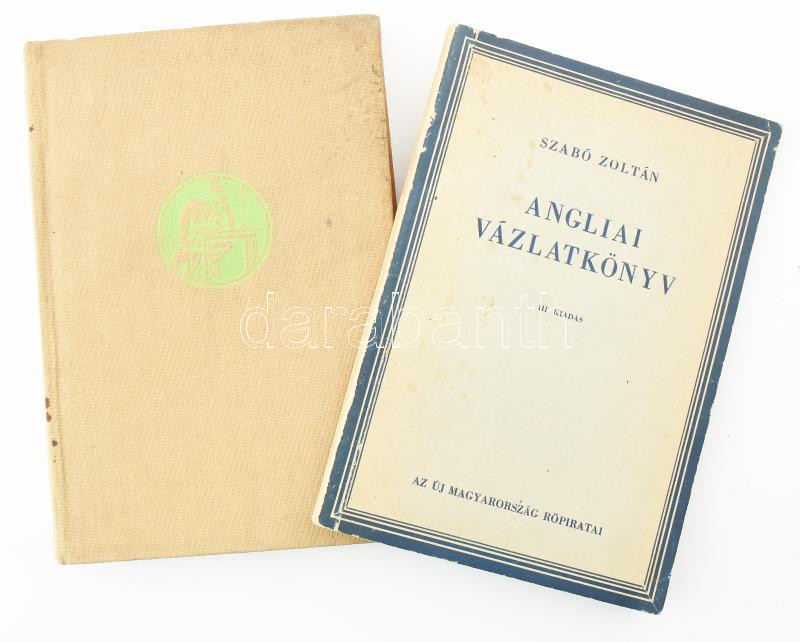 SZABÓ ZOLTÁN
ANGLIAI
VÁZLATKÖNYV
III. KIADÁS
AZ ÚJ MAGYARORSZÁG RÖPIRATAI
darabanth